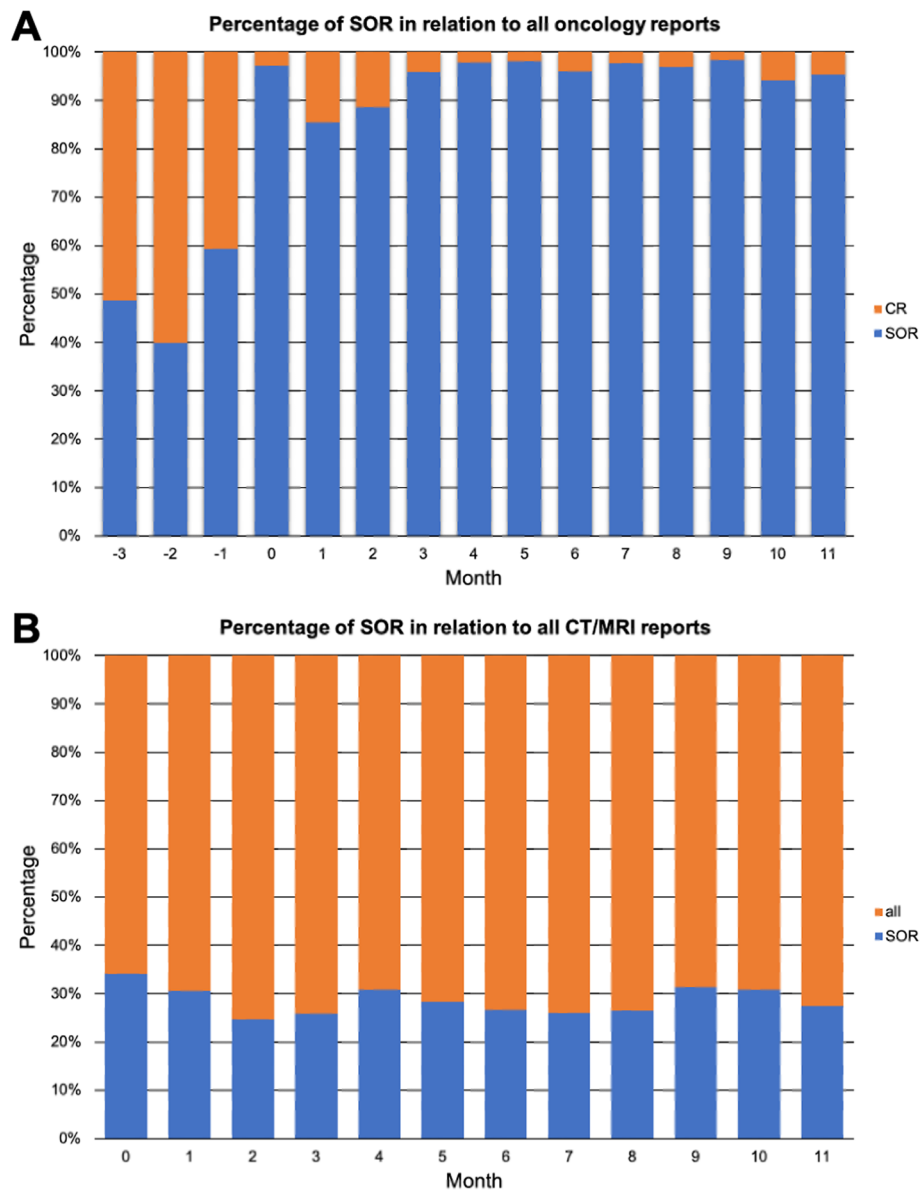 A
Percentage of SOR in relation to all oncology reports
100%
90%
80%
70%
60%
50%
40%
30%
20%
10%
0%
Percentage
CR
SOR
-3 -2 -1 0 1 2 3 4 5 6 7 8 9 10 11
Month
B
Percentage of SOR in relation to all CT/MRI reports
100%
90%
80%
70%
60%
50%
40%
30%
20%
10%
0%
Percentage
all
SOR
0 1 2 3 4 5 6 7 8 9 10 11
Month